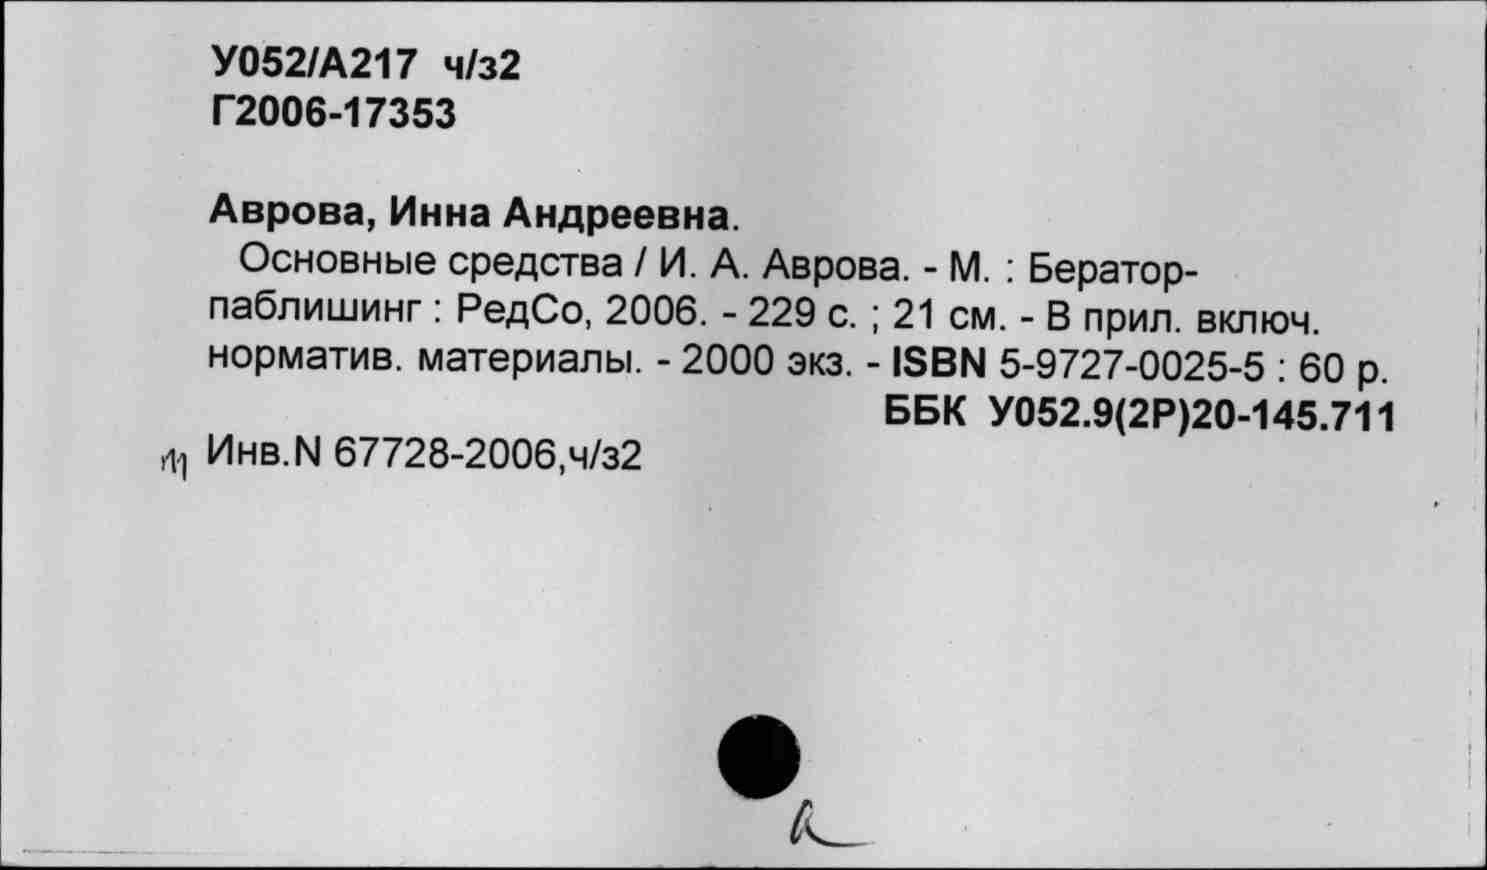 У052/А217 ч/з2
Г2006-17353
Аврова, Инна Андреевна.
Основные средства / И. А. Аврова. - М. : Бератор-
паблишинг : РедСо, 2006. - 229 с. ; 21 см. - В прил. включ.
норматив. материалы. - 2000 экз. - ISBN 5-9727-0025-5 : 60 р.
ББК У052.9(2Р)20-145.711
Инв.N 67728-2006,ч/з2